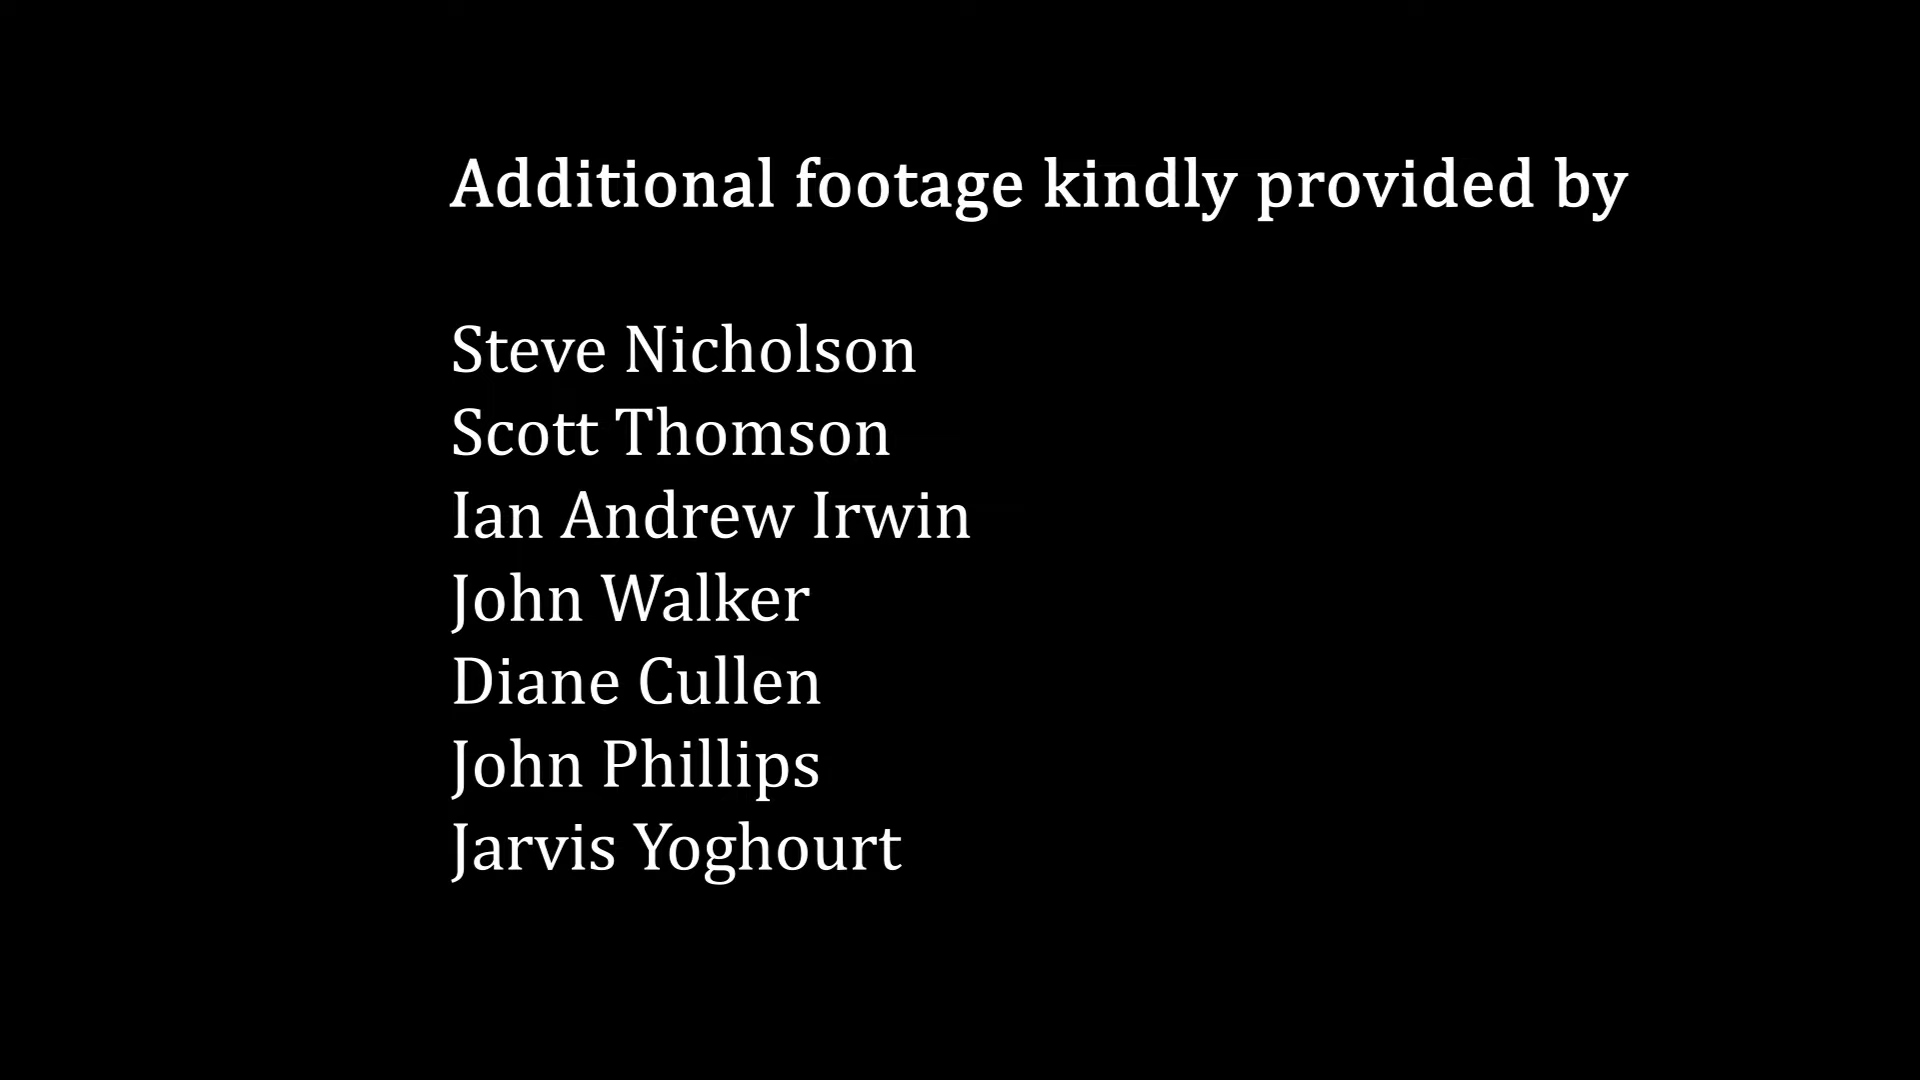 Additional footage kindly provided by
Steve Nicholson
Scott Thomson
Ian Andrew Irwin
John Walker
Diane Cullen
John Phillips
Jarvis Yoghourt